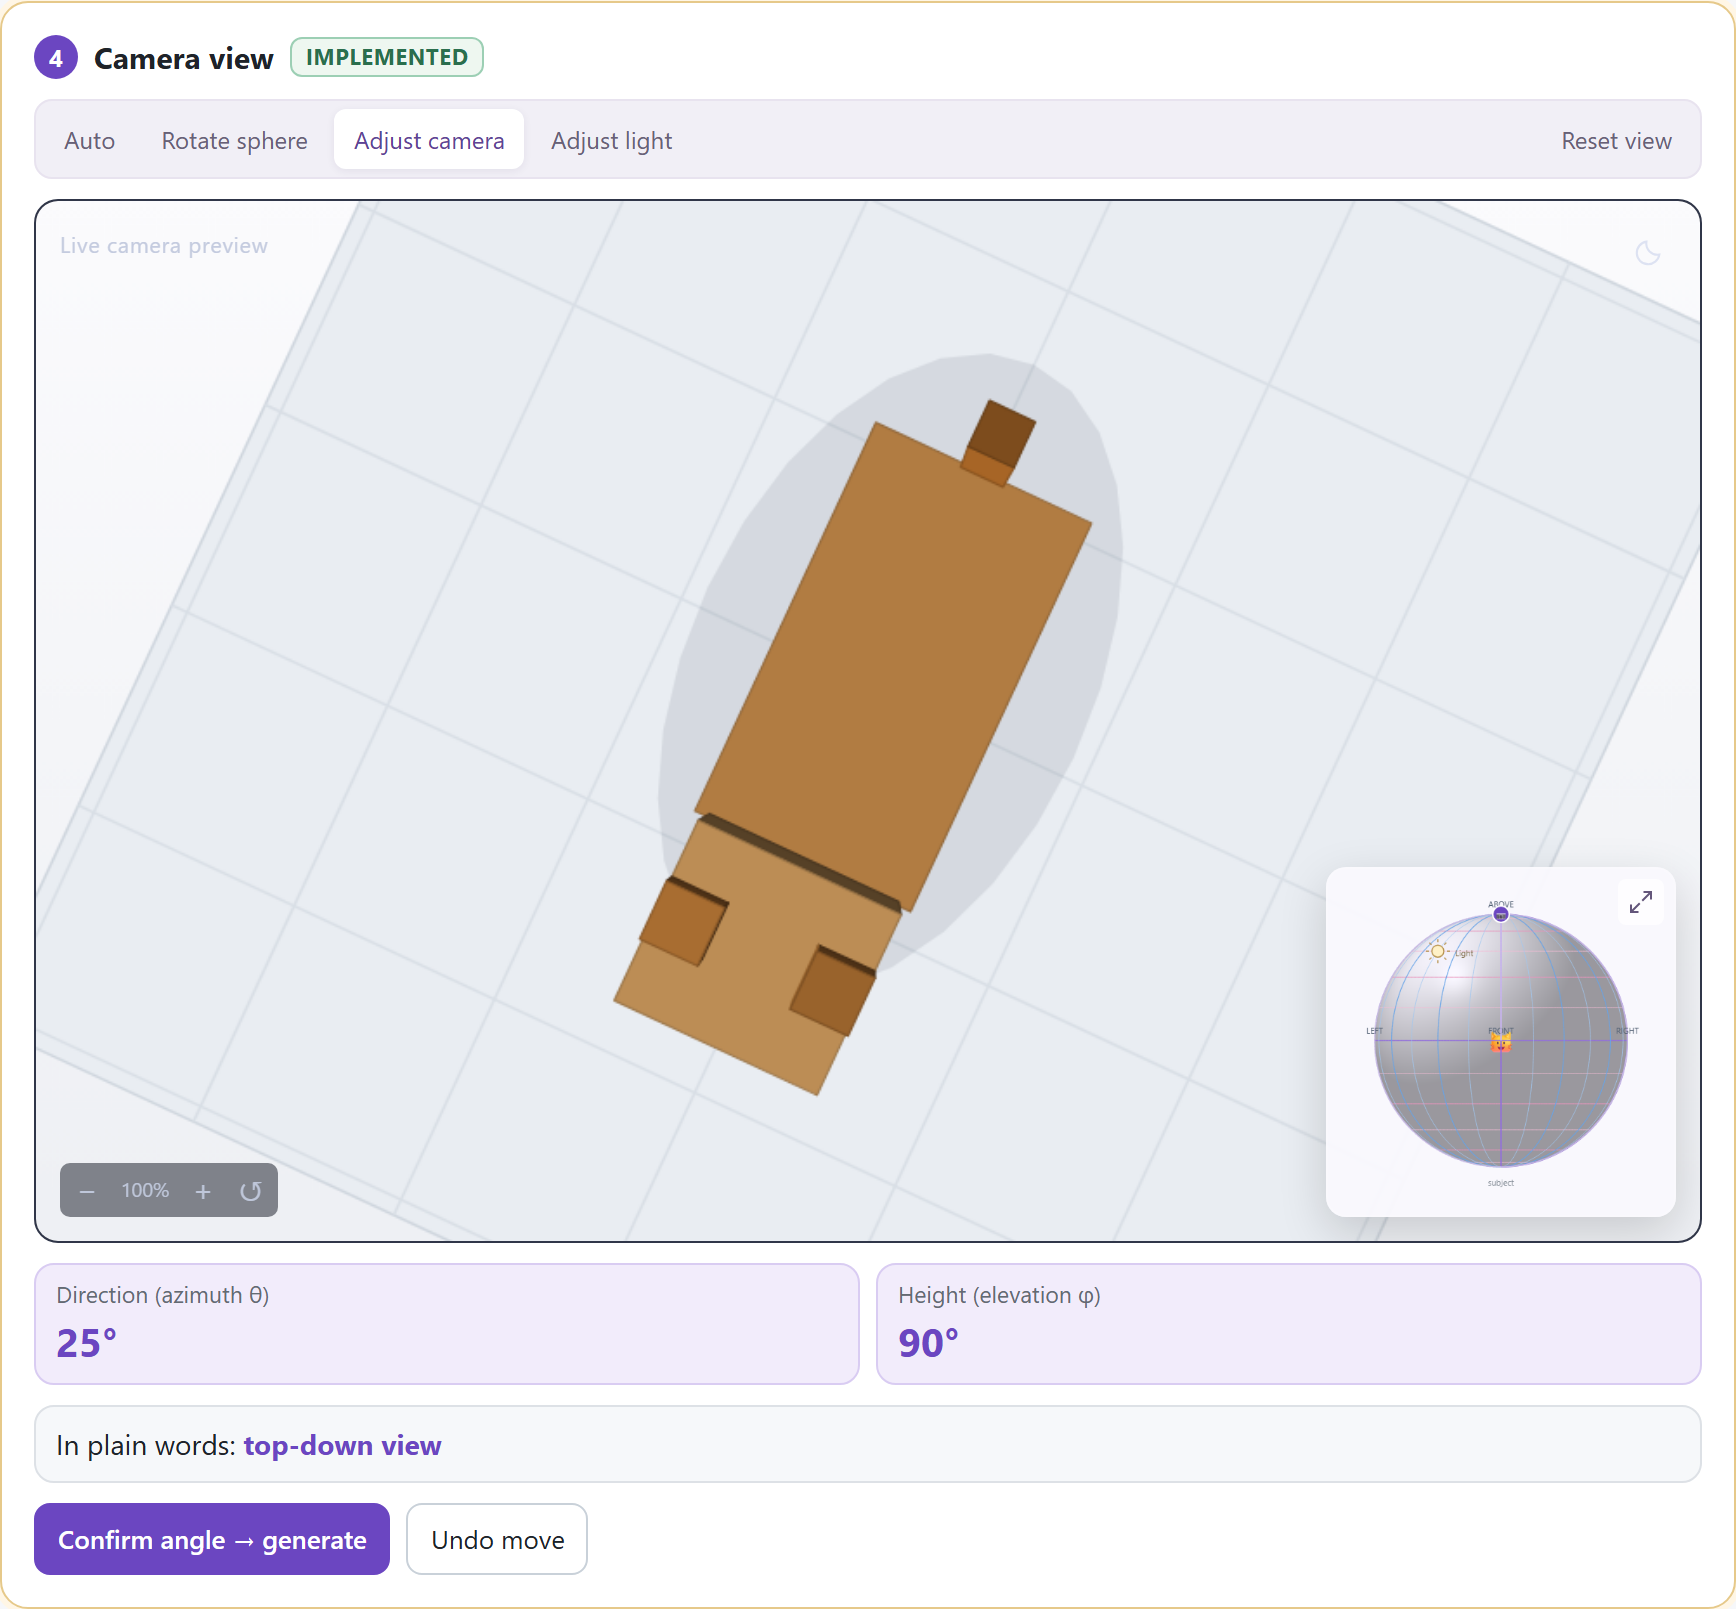 4 Camera view IMPLEMENTED
Auto Rotate sphere Adjust camera Adjust light Reset view
Live camera preview
ABOVE
Light
LEFT FRONT RIGHT
subject
− 100% + ↺
Direction (azimuth θ)
25°
Height (elevation φ)
90°
In plain words: top-down view
Confirm angle → generate Undo move